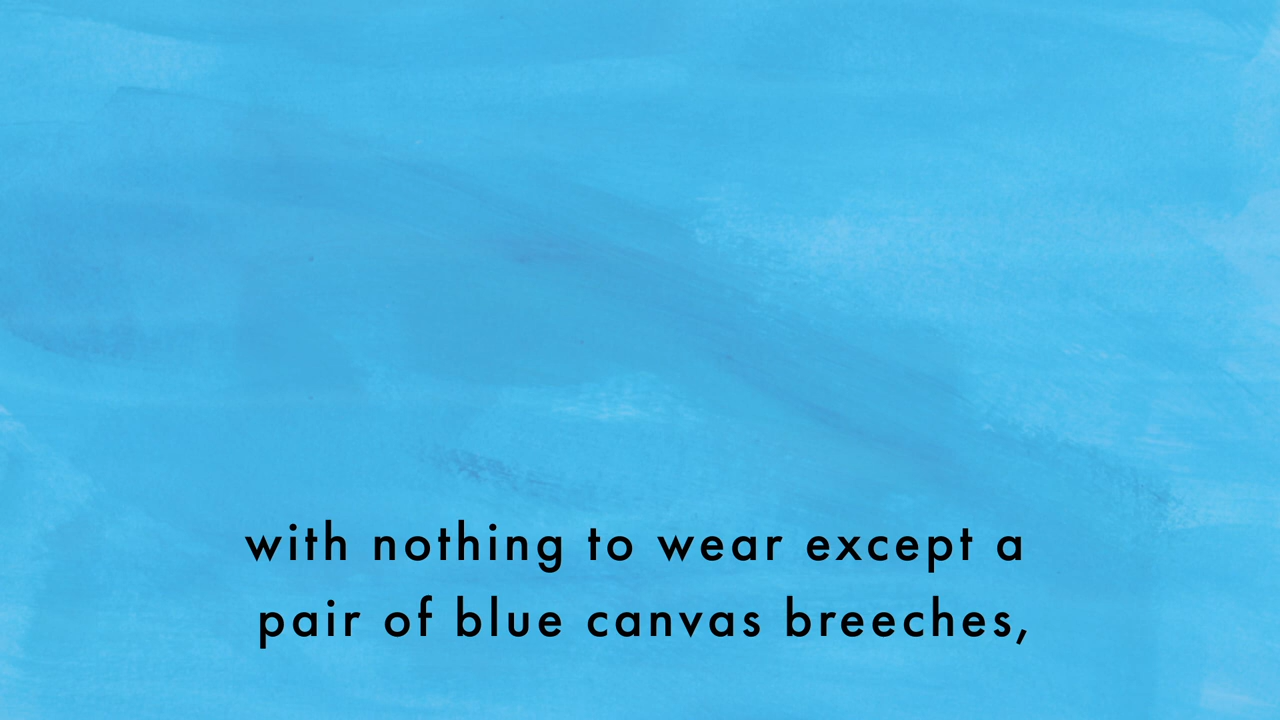 with nothing to wear except a
pair of blue canvas breeches,